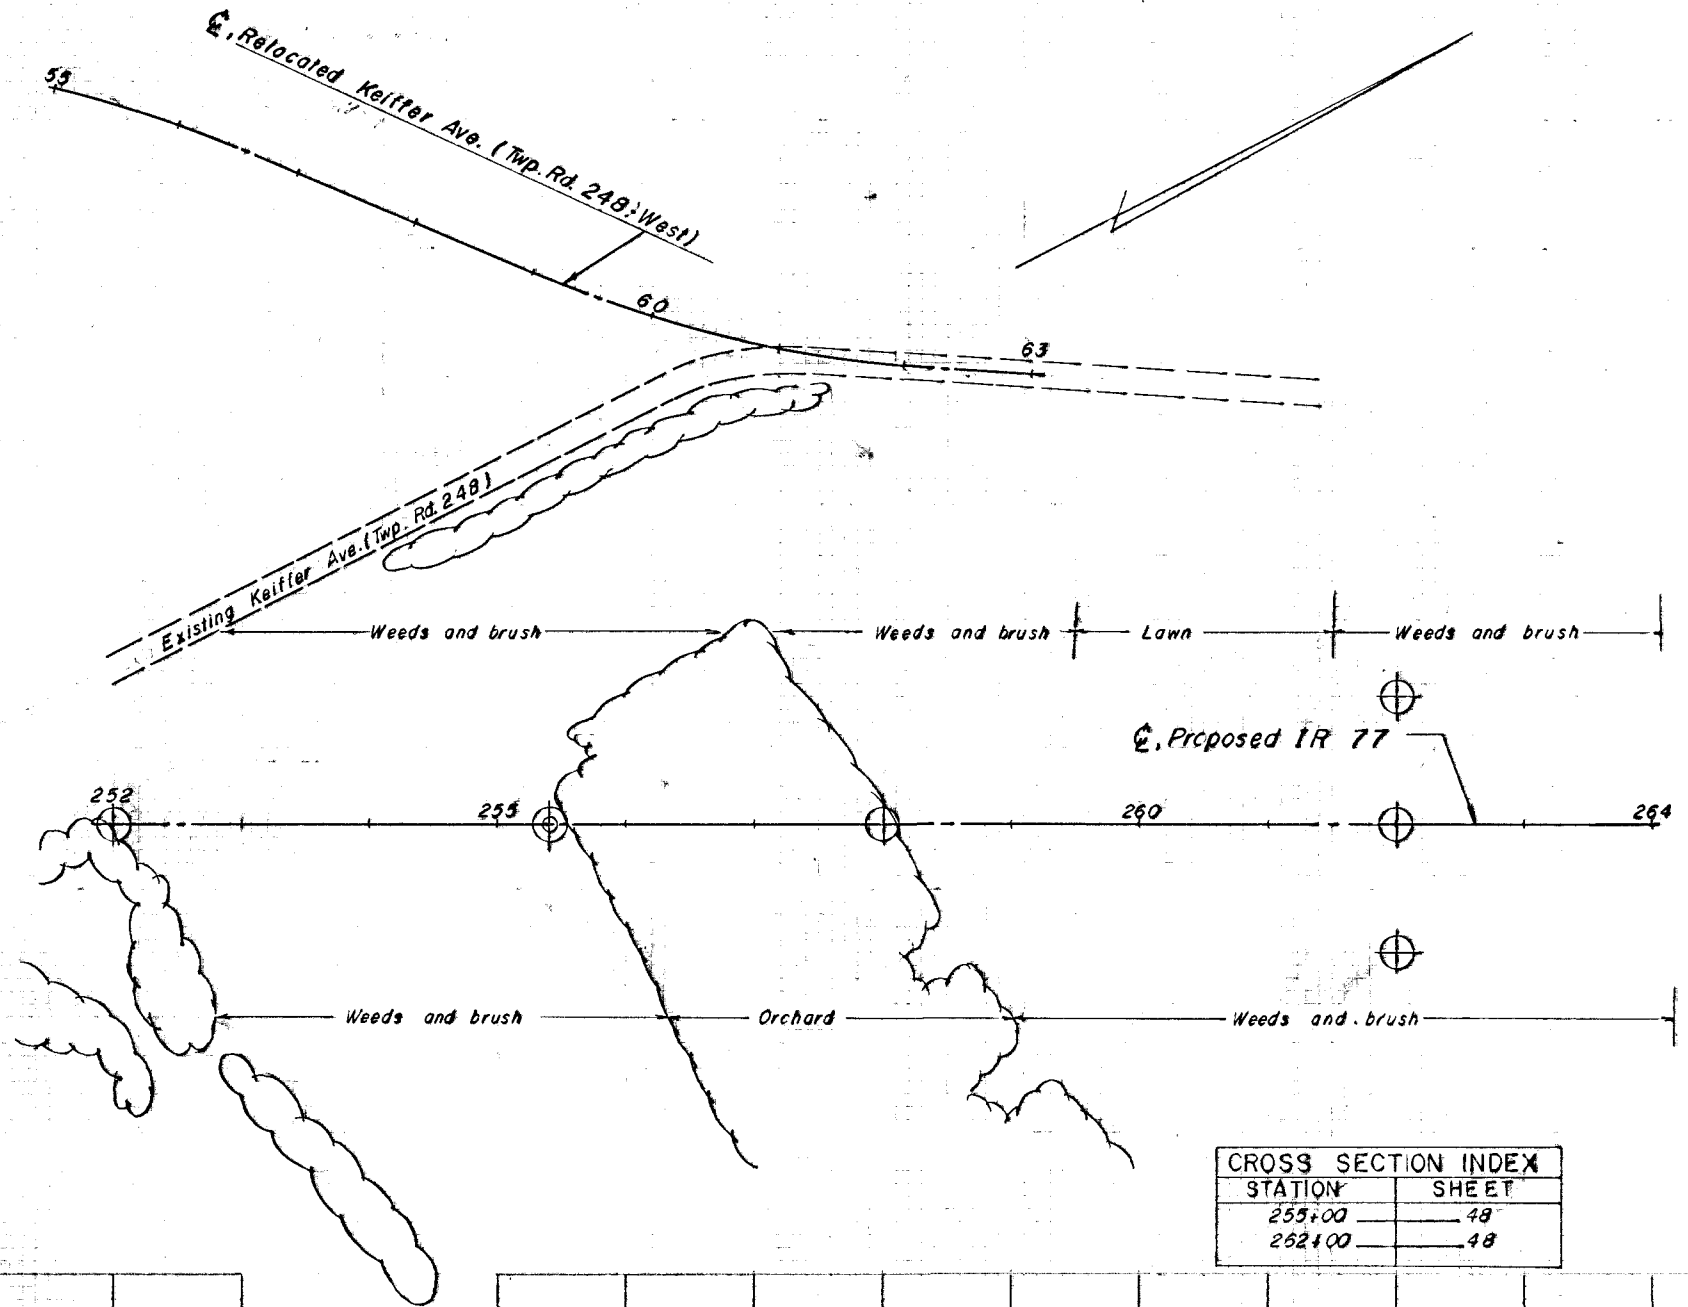 ℄, Relocated Keiffer Ave. (Twp. Rd. 248; West)
55
60
63
Existing Keiffer Ave. (Twp. Rd. 248)
Weeds and brush
Weeds and brush
Lawn
Weeds and brush
℄, Proposed IR 77
252
255
260
264
Weeds and brush
Orchard
Weeds and brush
CROSS SECTION INDEX
STATION SHEET
255+00 48
262+00 48